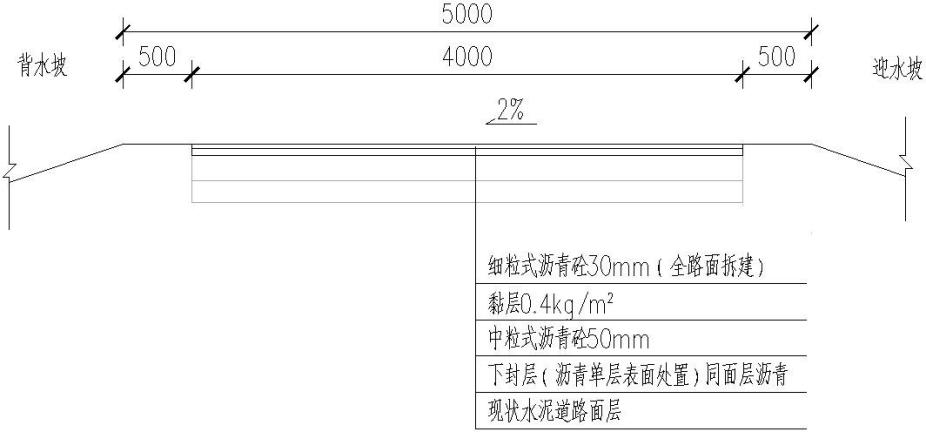 5000
背水坡
500
4000
500
迎水坡
2%
细粒式沥青砼30mm（全路面拆建）
黏层0.4kg/m²
中粒式沥青砼50mm
下封层（沥青单层表面处置）同面层沥青
现状水泥道路面层